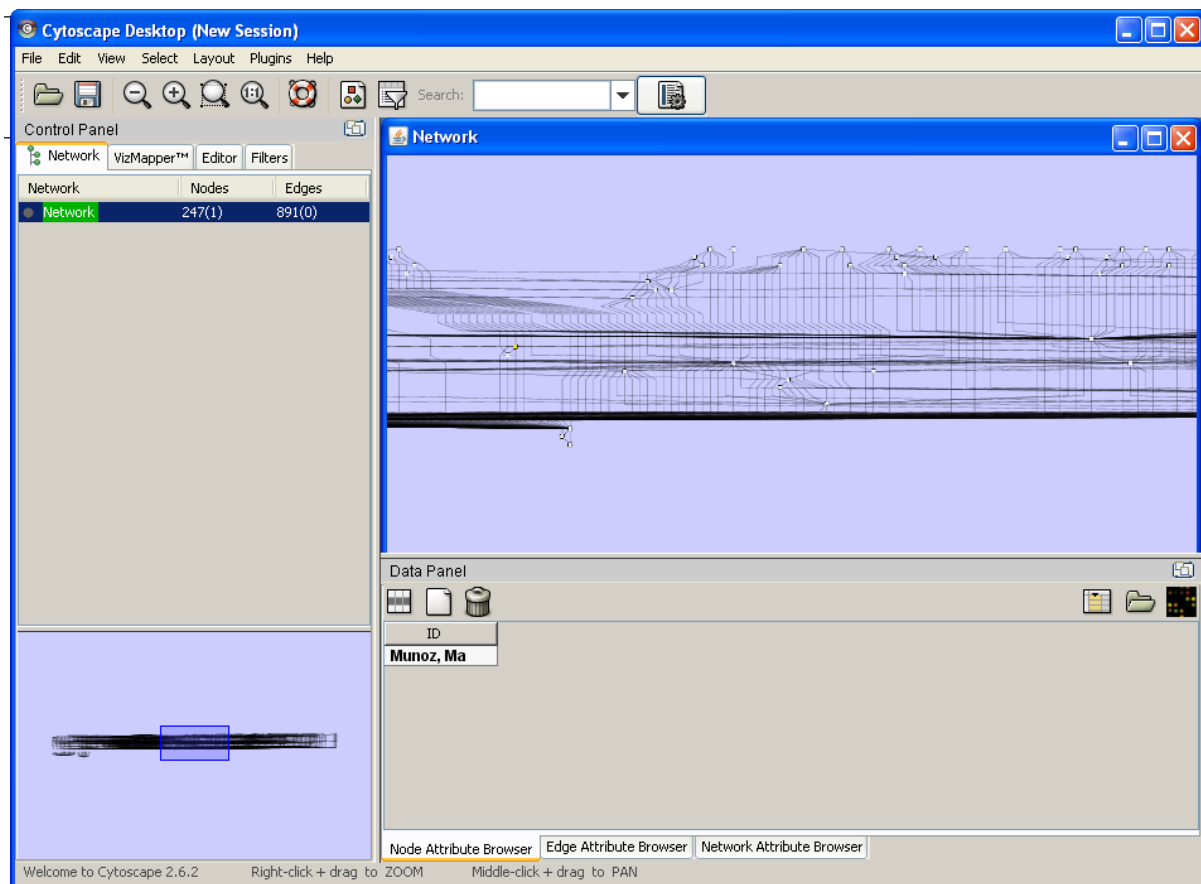 Cytoscape Desktop (New Session)
File Edit View Select Layout Plugins Help
1:1 Search:
Control Panel
Network VizMapper™ Editor Filters
Network Nodes Edges
Network 247(1) 891(0)
Network
Data Panel
ID
Munoz, Ma
Node Attribute Browser Edge Attribute Browser Network Attribute Browser
Welcome to Cytoscape 2.6.2 Right-click + drag to ZOOM Middle-click + drag to PAN